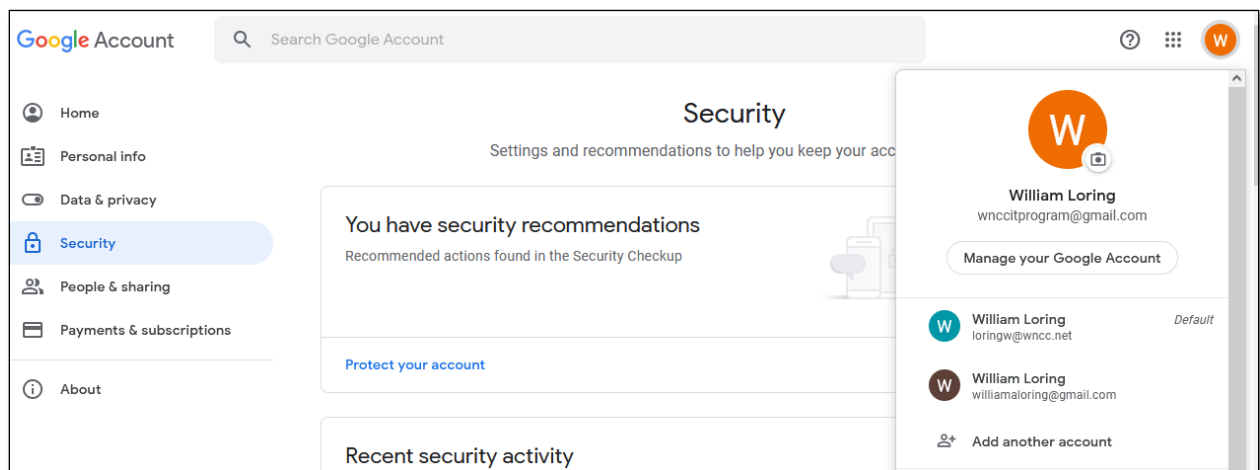 Google Account
Search Google Account
W
Home
Personal info
Data & privacy
Security
People & sharing
Payments & subscriptions
About
Security
Settings and recommendations to help you keep your acc
You have security recommendations
Recommended actions found in the Security Checkup
Protect your account
Recent security activity
W
William Loring
wnccitprogram@gmail.com
Manage your Google Account
W
William Loring Default
loringw@wncc.net
W
William Loring
williamaloring@gmail.com
Add another account